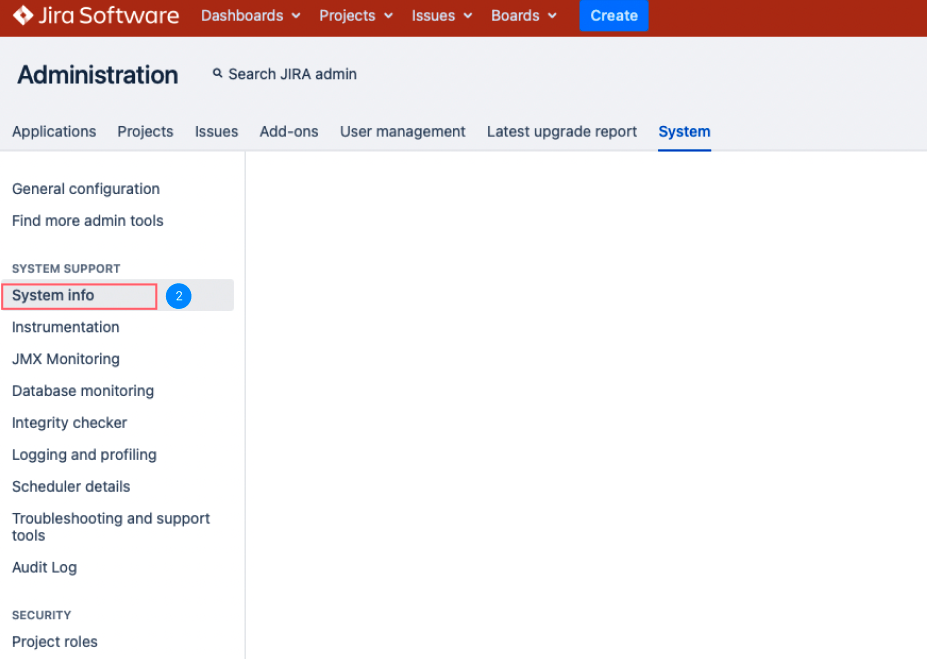 Jira Software Dashboards Projects Issues Boards Create
Administration Search JIRA admin
Applications Projects Issues Add-ons User management Latest upgrade report System
General configuration
Find more admin tools
SYSTEM SUPPORT
System info 2
Instrumentation
JMX Monitoring
Database monitoring
Integrity checker
Logging and profiling
Scheduler details
Troubleshooting and support
tools
Audit Log
SECURITY
Project roles